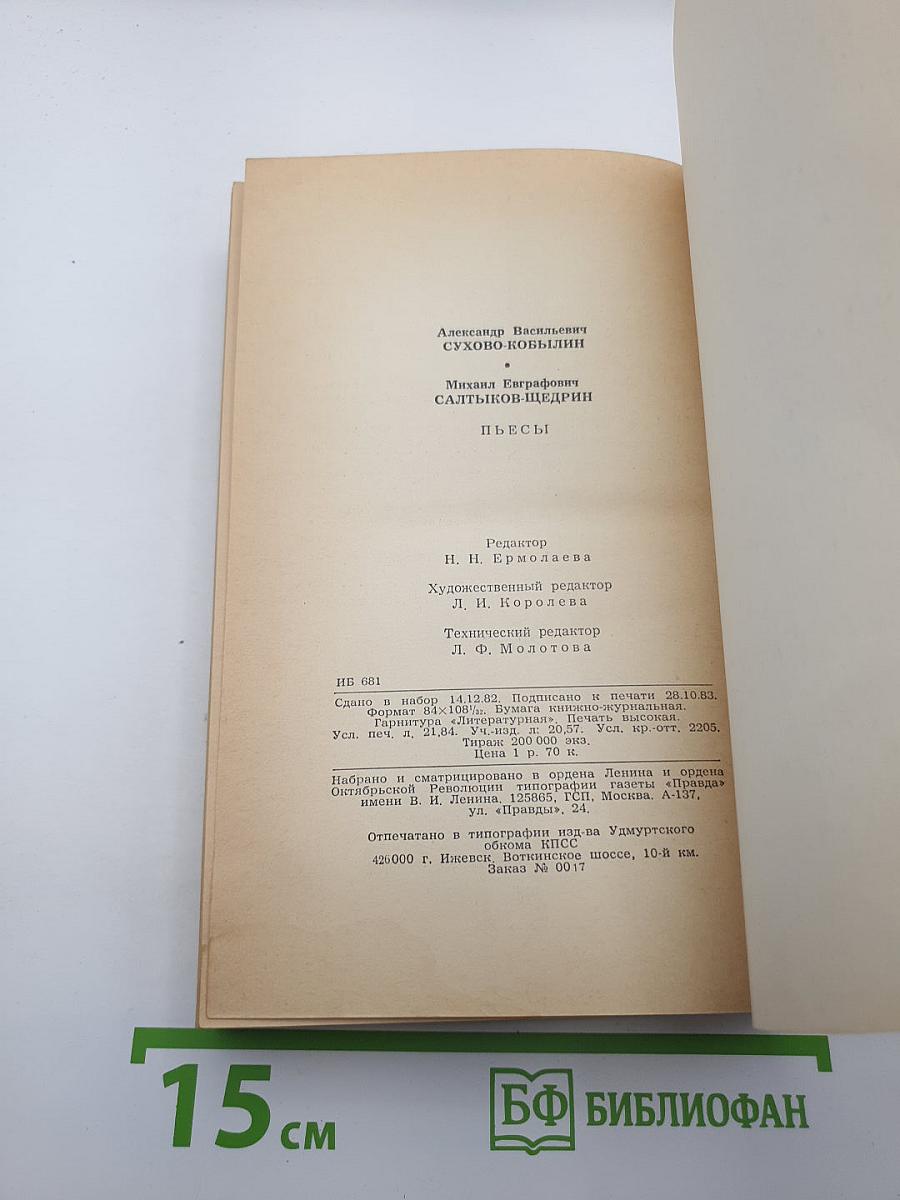 Александр Васильевич
СУХОВО-КОБЫЛИН
•
Михаил Евграфович
САЛТЫКОВ-ЩЕДРИН
ПЬЕСЫ
Редактор
Н. Н. Ермолаева
Художественный редактор
Л. И. Королева
Технический редактор
Л. Ф. Молотова
ИБ 681
Сдано в набор 14.12.82. Подписано к печати 28.10.83.
Формат 84×108¹/₃₂. Бумага книжно-журнальная.
Гарнитура «Литературная». Печать высокая.
Усл. печ. л. 21,84. Уч.-изд. л: 20,57. Усл. кр.-отт. 2205.
Тираж 200 000 экз.
Цена 1 р. 70 к.
Набрано и сматрицировано в ордена Ленина и ордена
Октябрьской Революции типографии газеты «Правда»
имени В. И. Ленина. 125865, ГСП, Москва. А-137,
ул. «Правды», 24.
Отпечатано в типографии изд-ва Удмуртского
обкома КПСС
426000 г. Ижевск, Воткинское шоссе, 10-й км.
Заказ № 0017
15 см
БФ БИБЛИОФАН